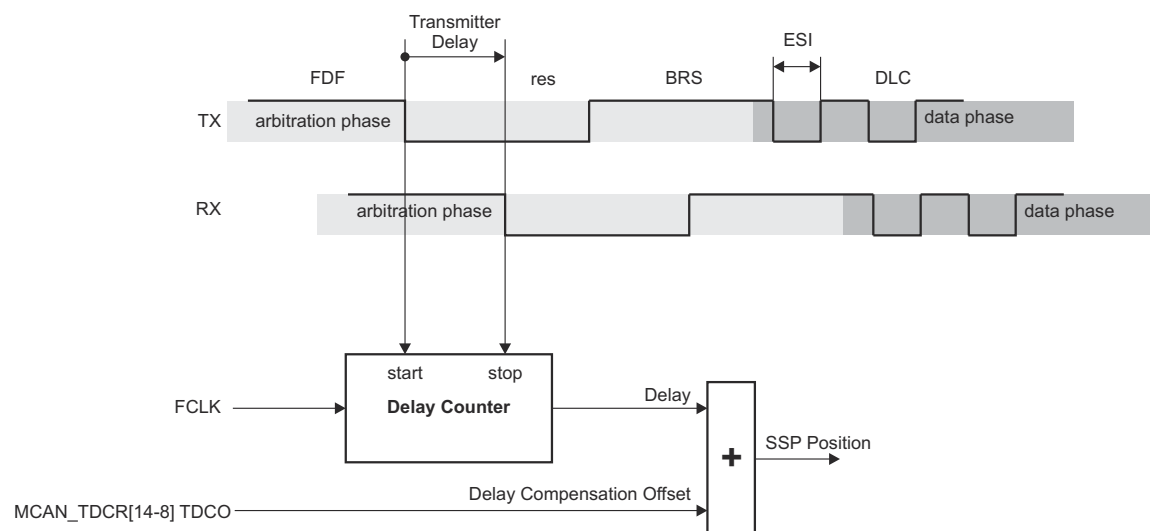 Transmitter
Delay
ESI
FDF
res
BRS
DLC
TX
arbitration phase
data phase
RX
arbitration phase
data phase
start
stop
FCLK
Delay Counter
Delay
+
SSP Position
Delay Compensation Offset
MCAN_TDCR[14-8] TDCO